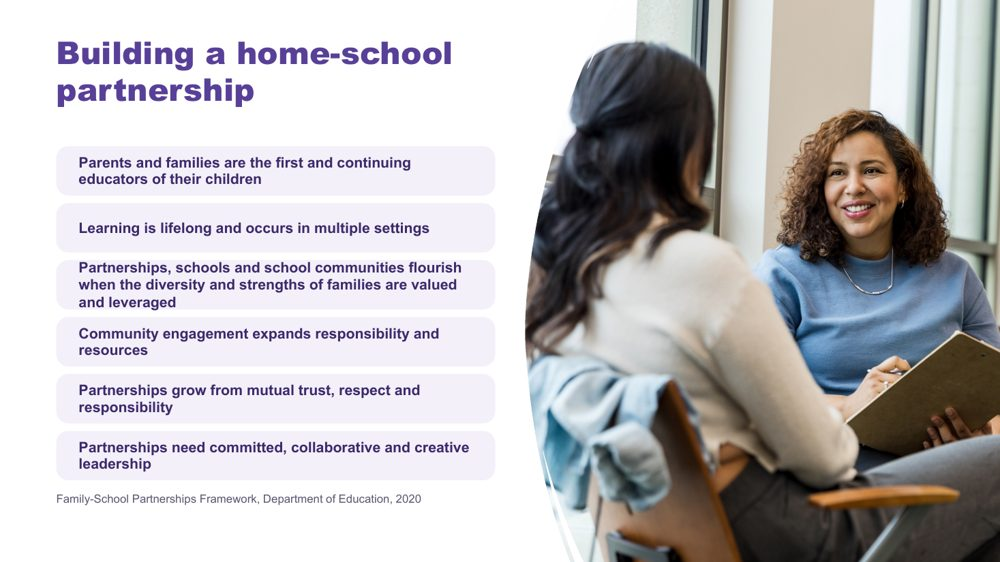 Building a home-school
partnership
Parents and families are the first and continuing
educators of their children
Learning is lifelong and occurs in multiple settings
Partnerships, schools and school communities flourish
when the diversity and strengths of families are valued
and leveraged
Community engagement expands responsibility and
resources
Partnerships grow from mutual trust, respect and
responsibility
Partnerships need committed, collaborative and creative
leadership
Family-School Partnerships Framework, Department of Education, 2020